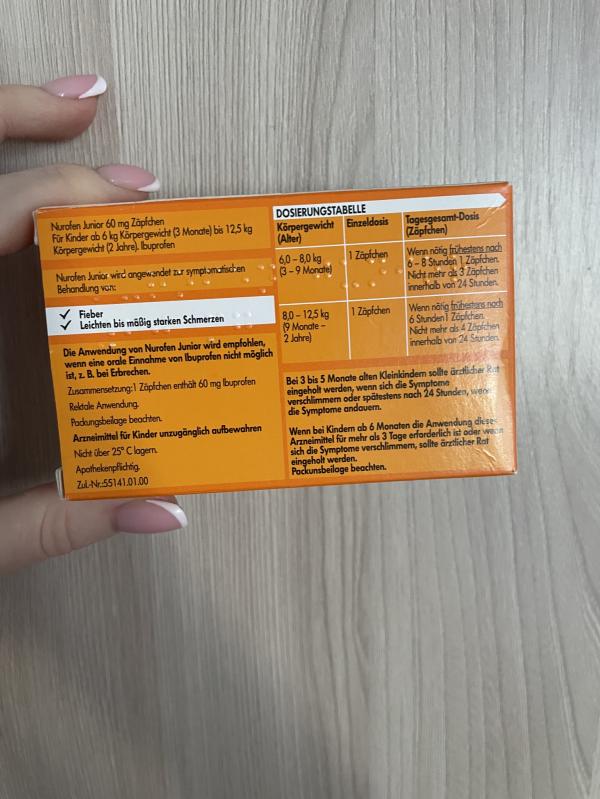 Nurofen Junior 60 mg Zäpfchen
Für Kinder ab 6 kg Körpergewicht (3 Monate) bis 12,5 kg
Körpergewicht (2 Jahre). Ibuprofen
Nurofen Junior wird angewendet zur symptomatischen
Behandlung von:
✓ Fieber
✓ Leichten bis mäßig starken Schmerzen
Die Anwendung von Nurofen Junior wird empfohlen,
wenn eine orale Einnahme von Ibuprofen nicht möglich
ist, z. B. bei Erbrechen.
Zusammensetzung:1 Zäpfchen enthält 60 mg Ibuprofen
Rektale Anwendung.
Packungsbeilage beachten.
Arzneimittel für Kinder unzugänglich aufbewahren
Nicht über 25° C lagern.
Apothekenpflichtig.
Zul.-Nr.:55141.01.00
DOSIERUNGSTABELLE
Körpergewicht
(Alter)
Einzeldosis
Tagesgesamt-Dosis
(Zäpfchen)
6,0 – 8,0 kg
(3 – 9 Monate)
1 Zäpfchen
Wenn nötig frühestens nach
6 – 8 Stunden 1 Zäpfchen.
Nicht mehr als 3 Zäpfchen
innerhalb von 24 Stunden.
8,0 – 12,5 kg
(9 Monate –
2 Jahre)
1 Zäpfchen
Wenn nötig frühestens nach
6 Stunden 1 Zäpfchen.
Nicht mehr als 4 Zäpfchen
innerhalb von 24 Stunden.
Bei 3 bis 5 Monate alten Kleinkindern sollte ärztlicher Rat
eingeholt werden, wenn sich die Symptome
verschlimmern oder spätestens nach 24 Stunden, wenn
die Symptome andauern.
Wenn bei Kindern ab 6 Monaten die Anwendung dieses
Arzneimittel für mehr als 3 Tage erforderlich ist oder wenn
sich die Symptome verschlimmern, sollte ärztlicher Rat
eingeholt werden.
Packunsbeilage beachten.